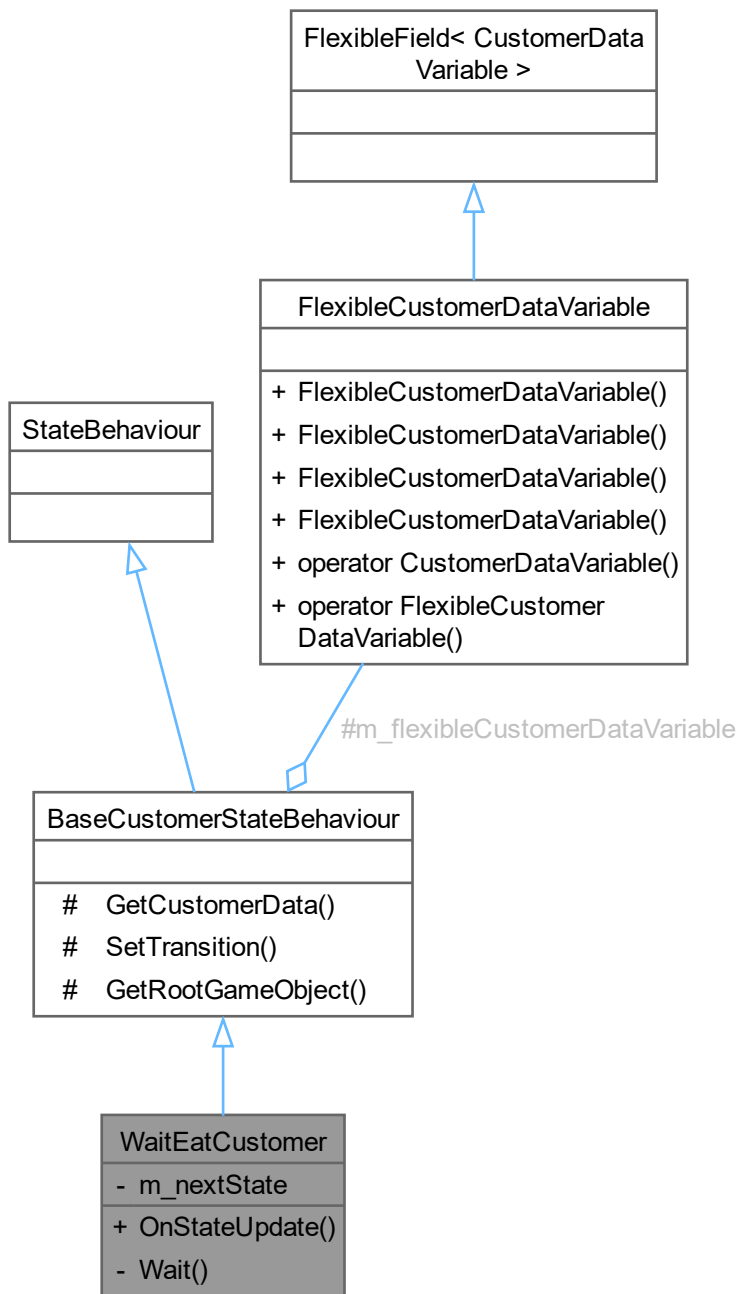 FlexibleField< CustomerData
Variable >
FlexibleCustomerDataVariable
+ FlexibleCustomerDataVariable()
+ FlexibleCustomerDataVariable()
+ FlexibleCustomerDataVariable()
+ FlexibleCustomerDataVariable()
+ operator CustomerDataVariable()
+ operator FlexibleCustomer
DataVariable()
StateBehaviour
#m_flexibleCustomerDataVariable
BaseCustomerStateBehaviour
# GetCustomerData()
# SetTransition()
# GetRootGameObject()
WaitEatCustomer
- m_nextState
+ OnStateUpdate()
- Wait()